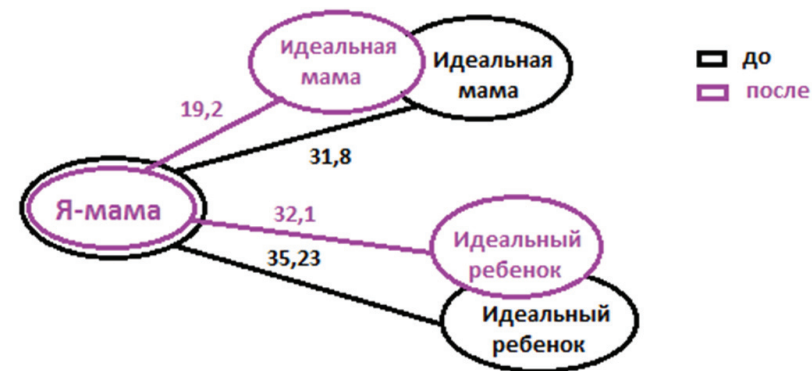 Идеальная
мама
Идеальная
мама
до
после
19,2
31,8
Я-мама
32,1
35,23
Идеальный
ребенок
Идеальный
ребенок